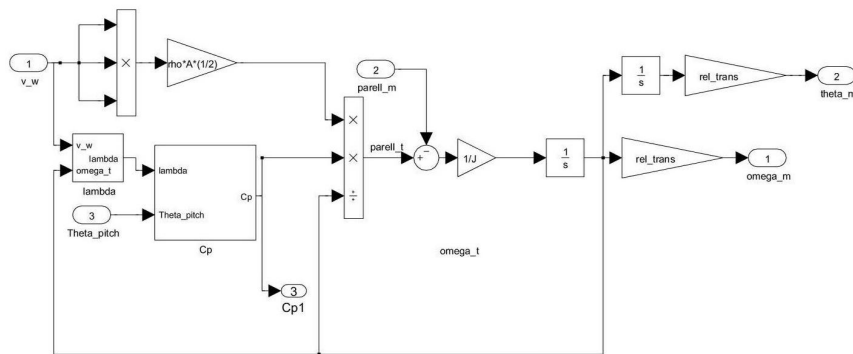 1
v_w
×
rho*A*(1/2)
2
parell_m
×
×
÷
parell_t
+
−
1/J
1
s
1
s
rel_trans
2
theta_m
rel_trans
1
omega_m
v_w
lambda
omega_t
lambda
3
Theta_pitch
lambda
Cp
Theta_pitch
Cp
3
Cp1
omega_t